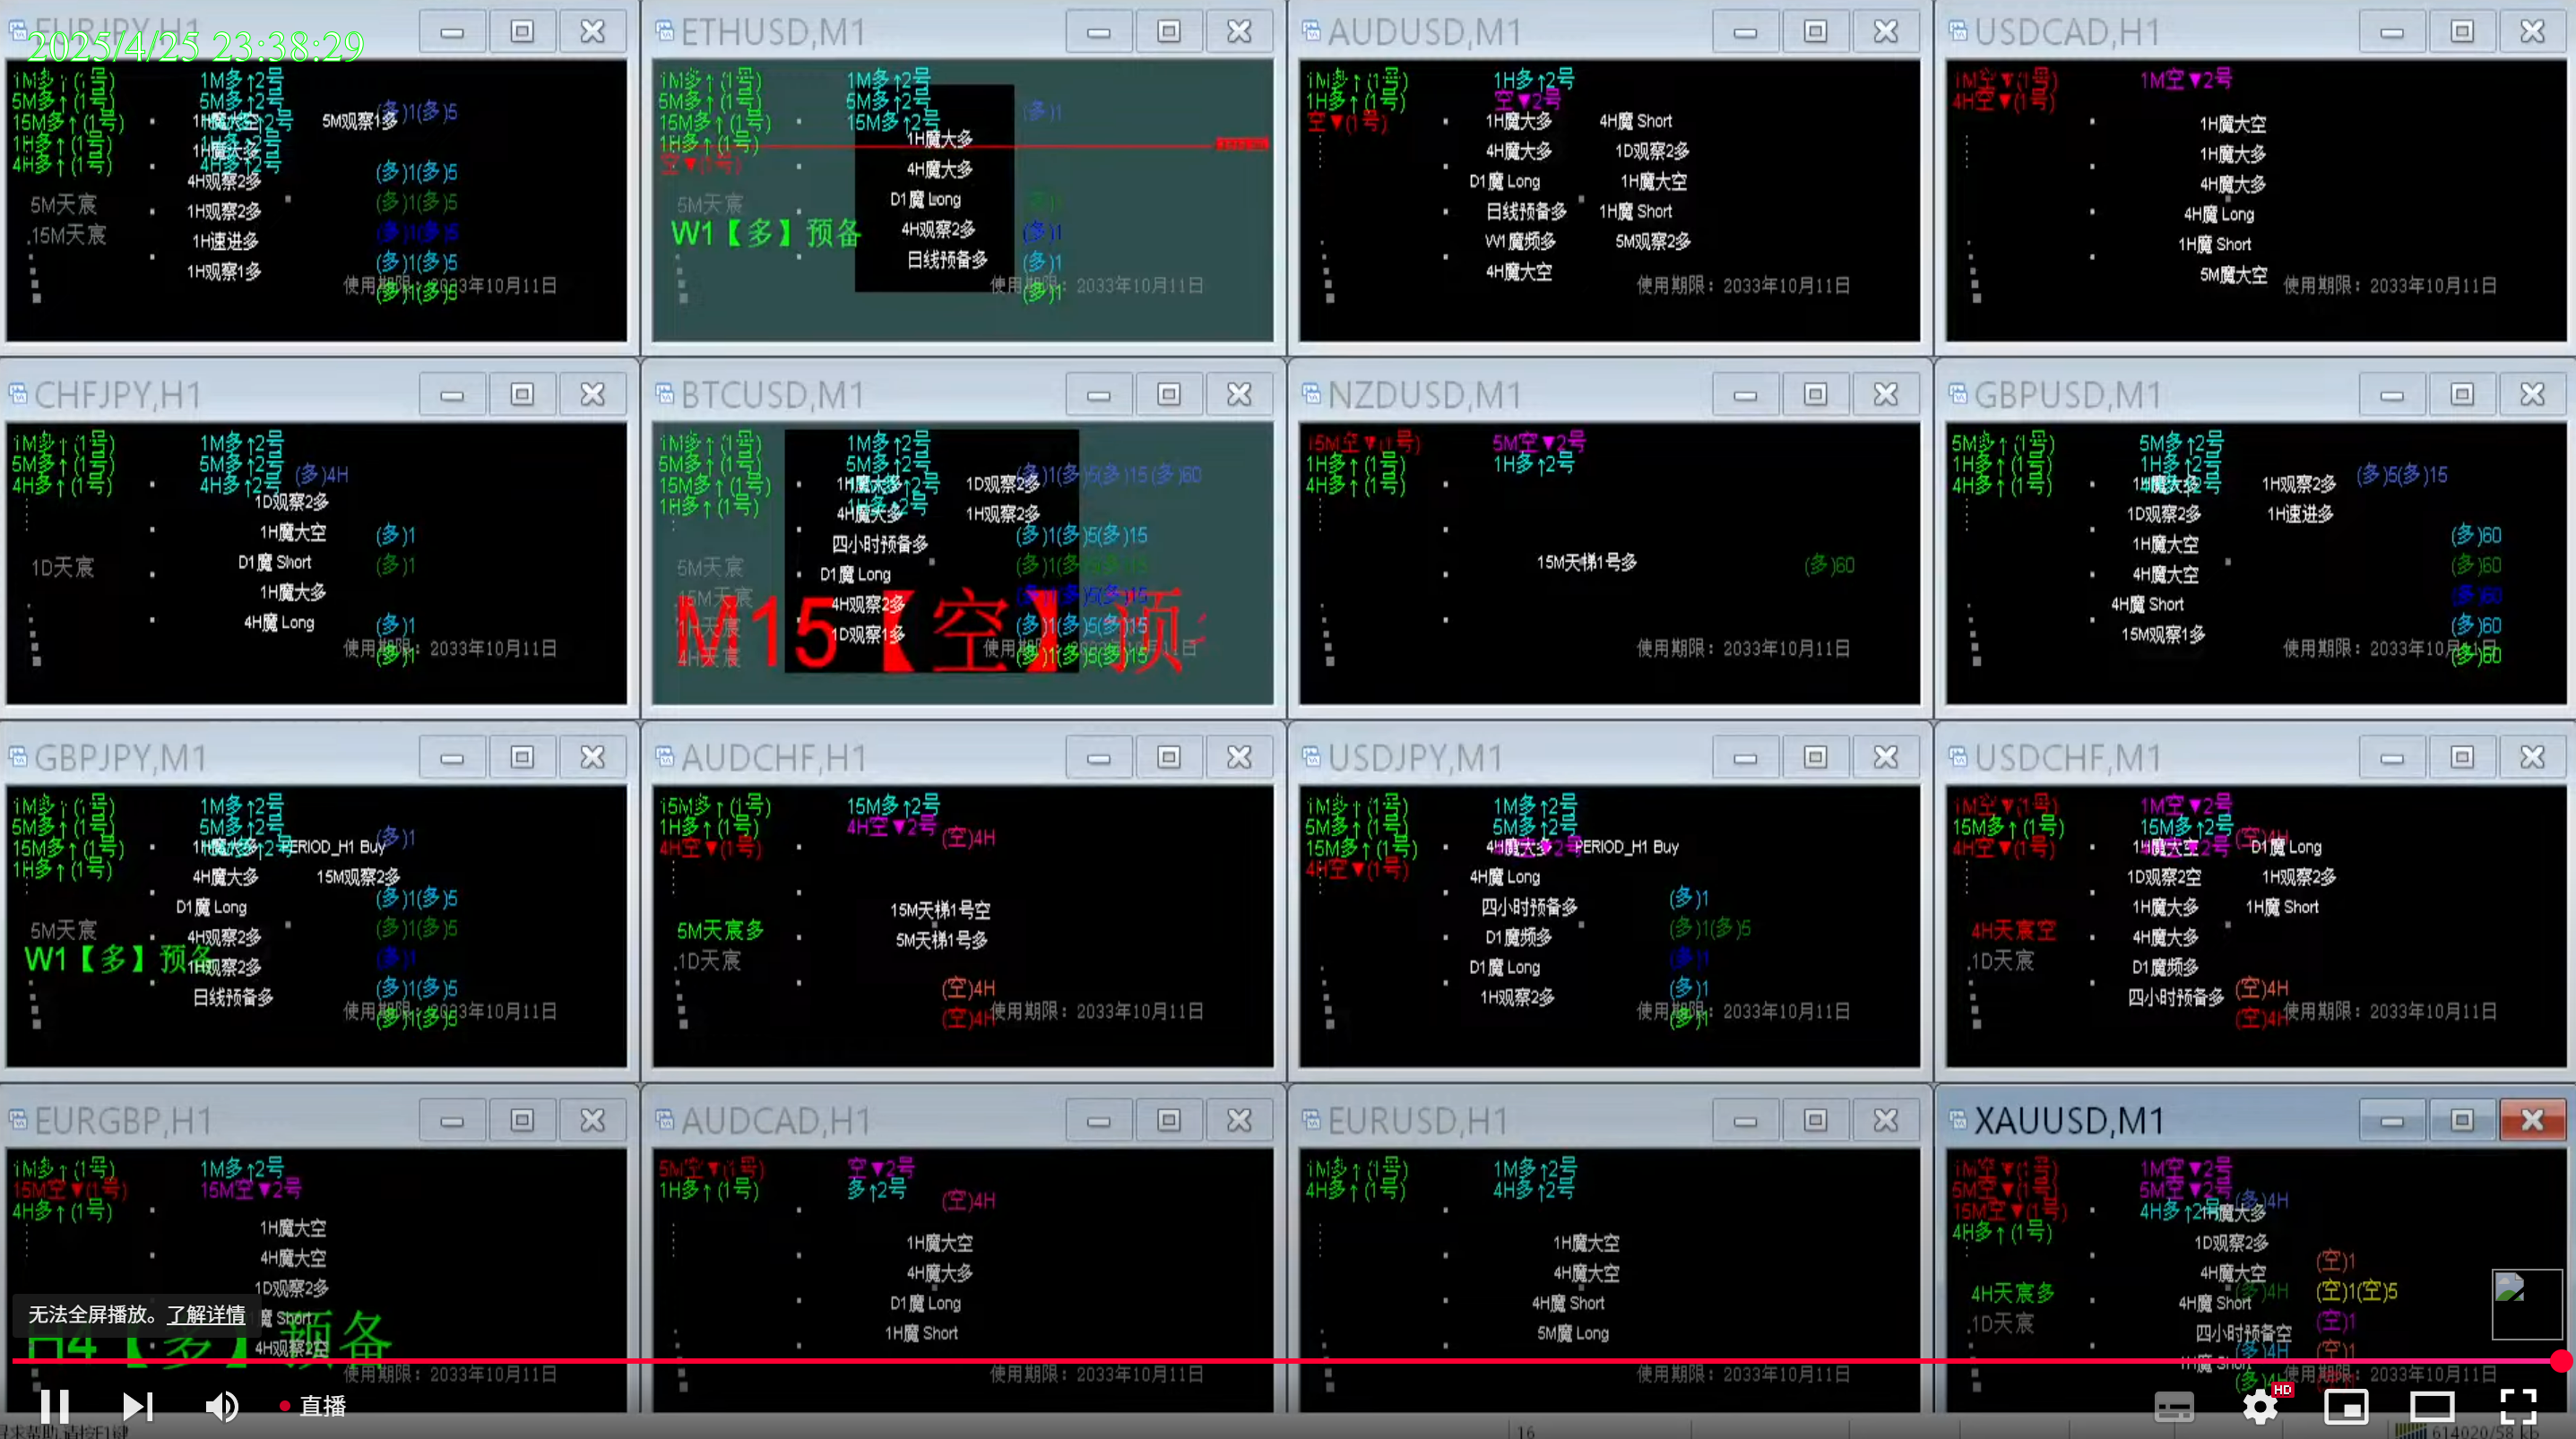 EURJPY,H1
2025/4/25 23:38:29
1M多↑(1号) 1M多↑2号
5M多↑(1号) 5M多↑2号 (多)1(多)5
15M多↑(1号) 1H魔大空 5M观察1多
1H多↑(1号) 1H魔大多
4H多↑(1号) 4H多↑2号 (多)1(多)5
4H观察2多
5M天宸 1H观察2多 (多)1(多)5
15M天宸 1H速进多 (多)1(多)5
1H观察1多 (多)1(多)5
使用期限：2033年10月11日
(多)1(多)5
ETHUSD,M1
1M多↑(1号) 1M多↑2号
5M多↑(1号) 5M多↑2号 (多)1
15M多↑(1号) 15M多↑2号
1H多↑(1号) 1H魔大多
空▼(1号) 4H魔大多
5M天宸 D1魔 Long
W1【多】预备 4H观察2多 (多)1
日线预备多 (多)1
使用期限：2033年10月11日
(多)1
AUDUSD,M1
1M多↑(1号) 1H多↑2号
1H多↑(1号) 空▼2号
空▼(1号) 1H魔大多 4H魔 Short
4H魔大多 1D观察2多
D1魔 Long 1H魔大空
日线预备多 1H魔 Short
W1魔频多 5M观察2多
4H魔大空
使用期限：2033年10月11日
USDCAD,H1
1M空▼(1号) 1M空▼2号
4H空▼(1号)
1H魔大空
1H魔大多
4H魔大多
4H魔 Long
1H魔 Short
5M魔大空
使用期限：2033年10月11日
CHFJPY,H1
1M多↑(1号) 1M多↑2号
5M多↑(1号) 5M多↑2号 (多)4H
4H多↑(1号) 4H多↑2号
1D观察2多
1H魔大空 (多)1
1D天宸 D1魔 Short (多)1
1H魔大多
4H魔 Long (多)1
使用期限：2033年10月11日
(多)1
BTCUSD,M1
1M多↑(1号) 1M多↑2号
5M多↑(1号) 5M多↑2号 (多)1(多)5(多)15(多)60
15M多↑(1号) 1H魔大多 1D观察2多
1H多↑(1号) 4H魔大多 1H观察2多
四小时预备多 (多)1(多)5(多)15
5M天宸 D1魔 Long (多)1(多)5(多)15
15M天宸 4H观察2多 (多)1(多)5(多)15
1H天宸 1D观察1多 (多)1(多)5(多)15
M15【空】预
4H天宸 (多)1(多)5(多)15
NZDUSD,M1
15M空▼(1号) 5M空▼2号
1H多↑(1号) 1H多↑2号
4H多↑(1号)
15M天梯1号多 (多)60
使用期限：2033年10月11日
GBPUSD,M1
5M多↑(1号) 5M多↑2号
1H多↑(1号) 1H多↑2号 (多)5(多)15
4H多↑(1号) 1H魔大多 1H观察2多
1D观察2多 1H速进多
1H魔大空 (多)60
4H魔大空 (多)60
4H魔 Short (多)60
15M观察1多 (多)60
使用期限：2033年10月11日
(多)60
GBPJPY,M1
1M多↑(1号) 1M多↑2号
5M多↑(1号) 5M多↑2号 (多)1
15M多↑(1号) 1H魔大多 PERIOD_H1 Buy
1H多↑(1号) 4H魔大多 15M观察2多
D1魔 Long (多)1(多)5
5M天宸 4H观察2多 (多)1(多)5
W1【多】预备 1H观察2多 (多)1
日线预备多 (多)1(多)5
使用期限：2033年10月11日
(多)1(多)5
AUDCHF,H1
15M多↑(1号) 15M多↑2号
1H多↑(1号) 4H空▼2号 (空)4H
4H空▼(1号)
15M天梯1号空
5M天宸多 5M天梯1号多
1D天宸
(空)4H
使用期限：2033年10月11日
(空)4H
USDJPY,M1
1M多↑(1号) 1M多↑2号
5M多↑(1号) 5M多↑2号
15M多↑(1号) 4H魔大多 PERIOD_H1 Buy
4H空▼(1号) 4H魔 Long
四小时预备多 (多)1
D1魔频多 (多)1(多)5
D1魔 Long (多)1
1H观察2多 (多)1
使用期限：2033年10月11日
(多)1
USDCHF,M1
1M空▼(1号) 1M空▼2号
15M多↑(1号) 15M多↑2号 (空)4H
4H空▼(1号) 1H魔大空 D1魔 Long
1D观察2空 1H观察2多
1H魔大多 1H魔 Short
4H天宸空 4H魔大多
1D天宸 D1魔频多
四小时预备多 (空)4H
使用期限：2033年10月11日
(空)4H
EURGBP,H1
1M多↑(1号) 1M多↑2号
15M空▼(1号) 15M空▼2号
4H多↑(1号)
1H魔大空
4H魔大空
1D观察2多
无法全屏播放。了解详情 魔 Short
H4【多】预备
4H观察2空
使用期限：2033年10月11日
AUDCAD,H1
5M空▼(1号) 空▼2号
1H多↑(1号) 多↑2号 (空)4H
1H魔大空
4H魔大多
D1魔 Long
1H魔 Short
使用期限：2033年10月11日
EURUSD,H1
1M多↑(1号) 1M多↑2号
4H多↑(1号) 4H多↑2号
1H魔大空
4H魔大空
4H魔 Short
5M魔 Long
使用期限：2033年10月11日
XAUUSD,M1
1M空▼(1号) 1M空▼2号
5M空▼(1号) 5M空▼2号 (多)4H
15M空▼(1号) 4H多↑2号 1H魔大多
4H多↑(1号) 1D观察2多
4H魔大空 (空)1
4H天宸多 4H魔 Short (多)4H (空)1(空)5
1D天宸 四小时预备空 (空)1
(多)4H (空)1
1H魔 Short
使用期限：2033年10月11日
直播
HD
16
614020/58 kb